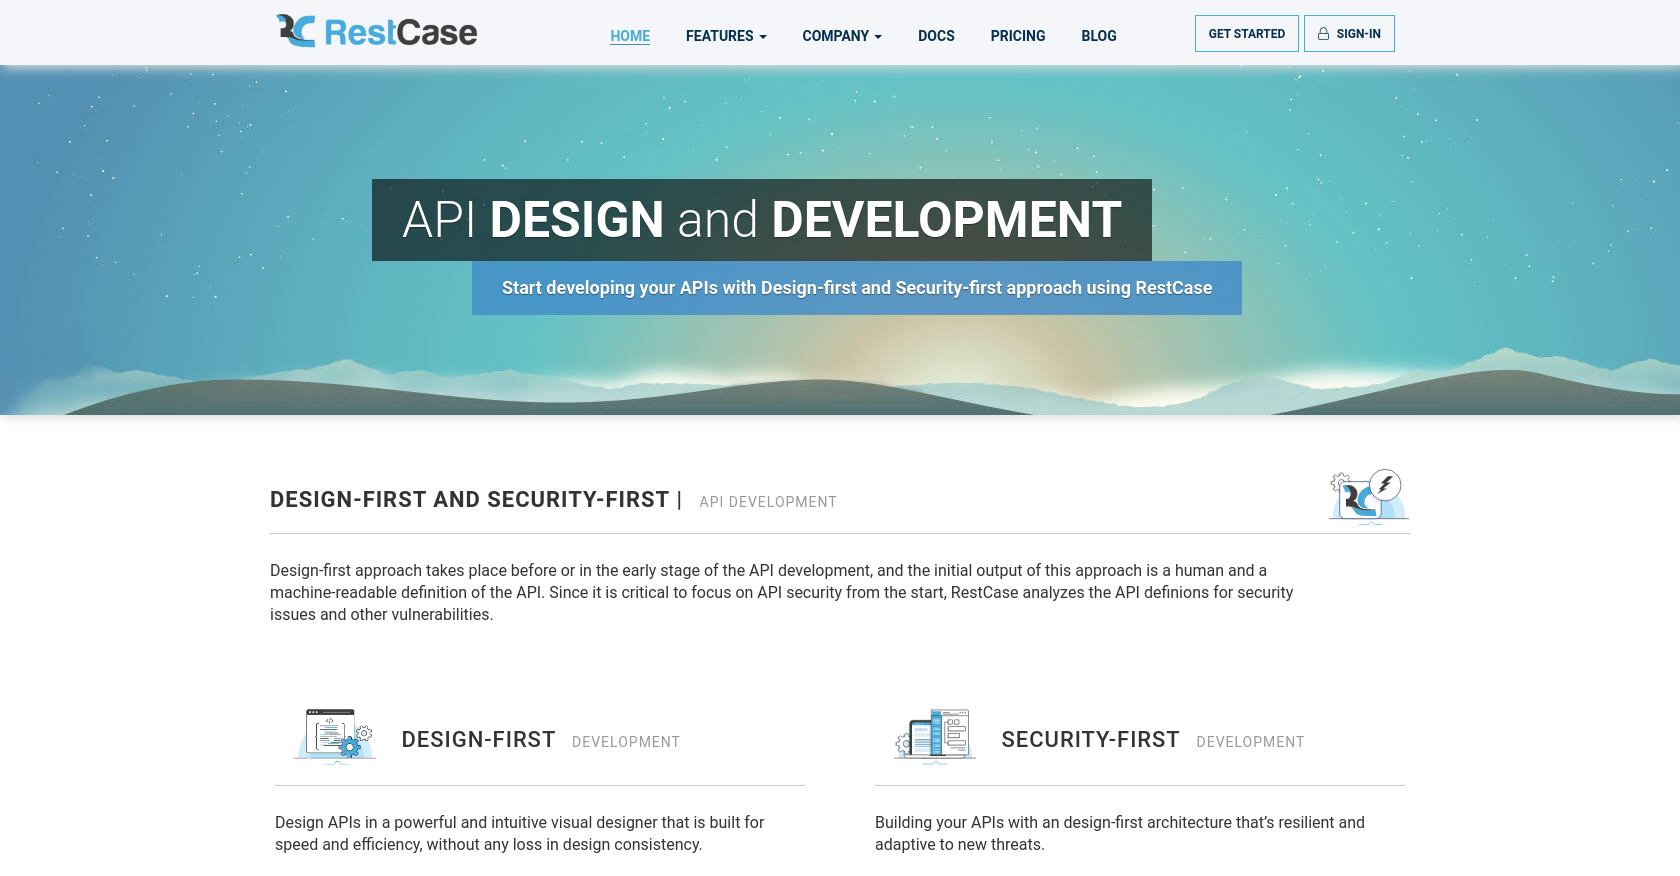 RestCase
HOME
FEATURES
COMPANY
DOCS
PRICING
BLOG
GET STARTED
SIGN-IN
API DESIGN and DEVELOPMENT
Start developing your APIs with Design-first and Security-first approach using RestCase
DESIGN-FIRST AND SECURITY-FIRST | API DEVELOPMENT
Design-first approach takes place before or in the early stage of the API development, and the initial output of this approach is a human and a
machine-readable definition of the API. Since it is critical to focus on API security from the start, RestCase analyzes the API definions for security
issues and other vulnerabilities.
DESIGN-FIRST DEVELOPMENT
Design APIs in a powerful and intuitive visual designer that is built for
speed and efficiency, without any loss in design consistency.
SECURITY-FIRST DEVELOPMENT
Building your APIs with an design-first architecture that’s resilient and
adaptive to new threats.